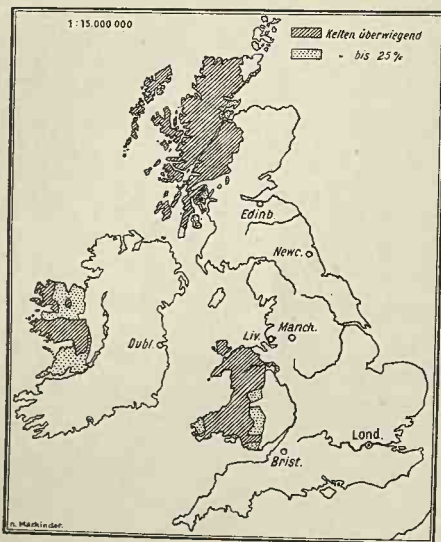 1:15.000 000
Kelten überwiegend
„ bis 25%
Edinb.
Newc.
Liv.
Manch.
Dubl.
Lond.
Brist.
n. Mackinder.